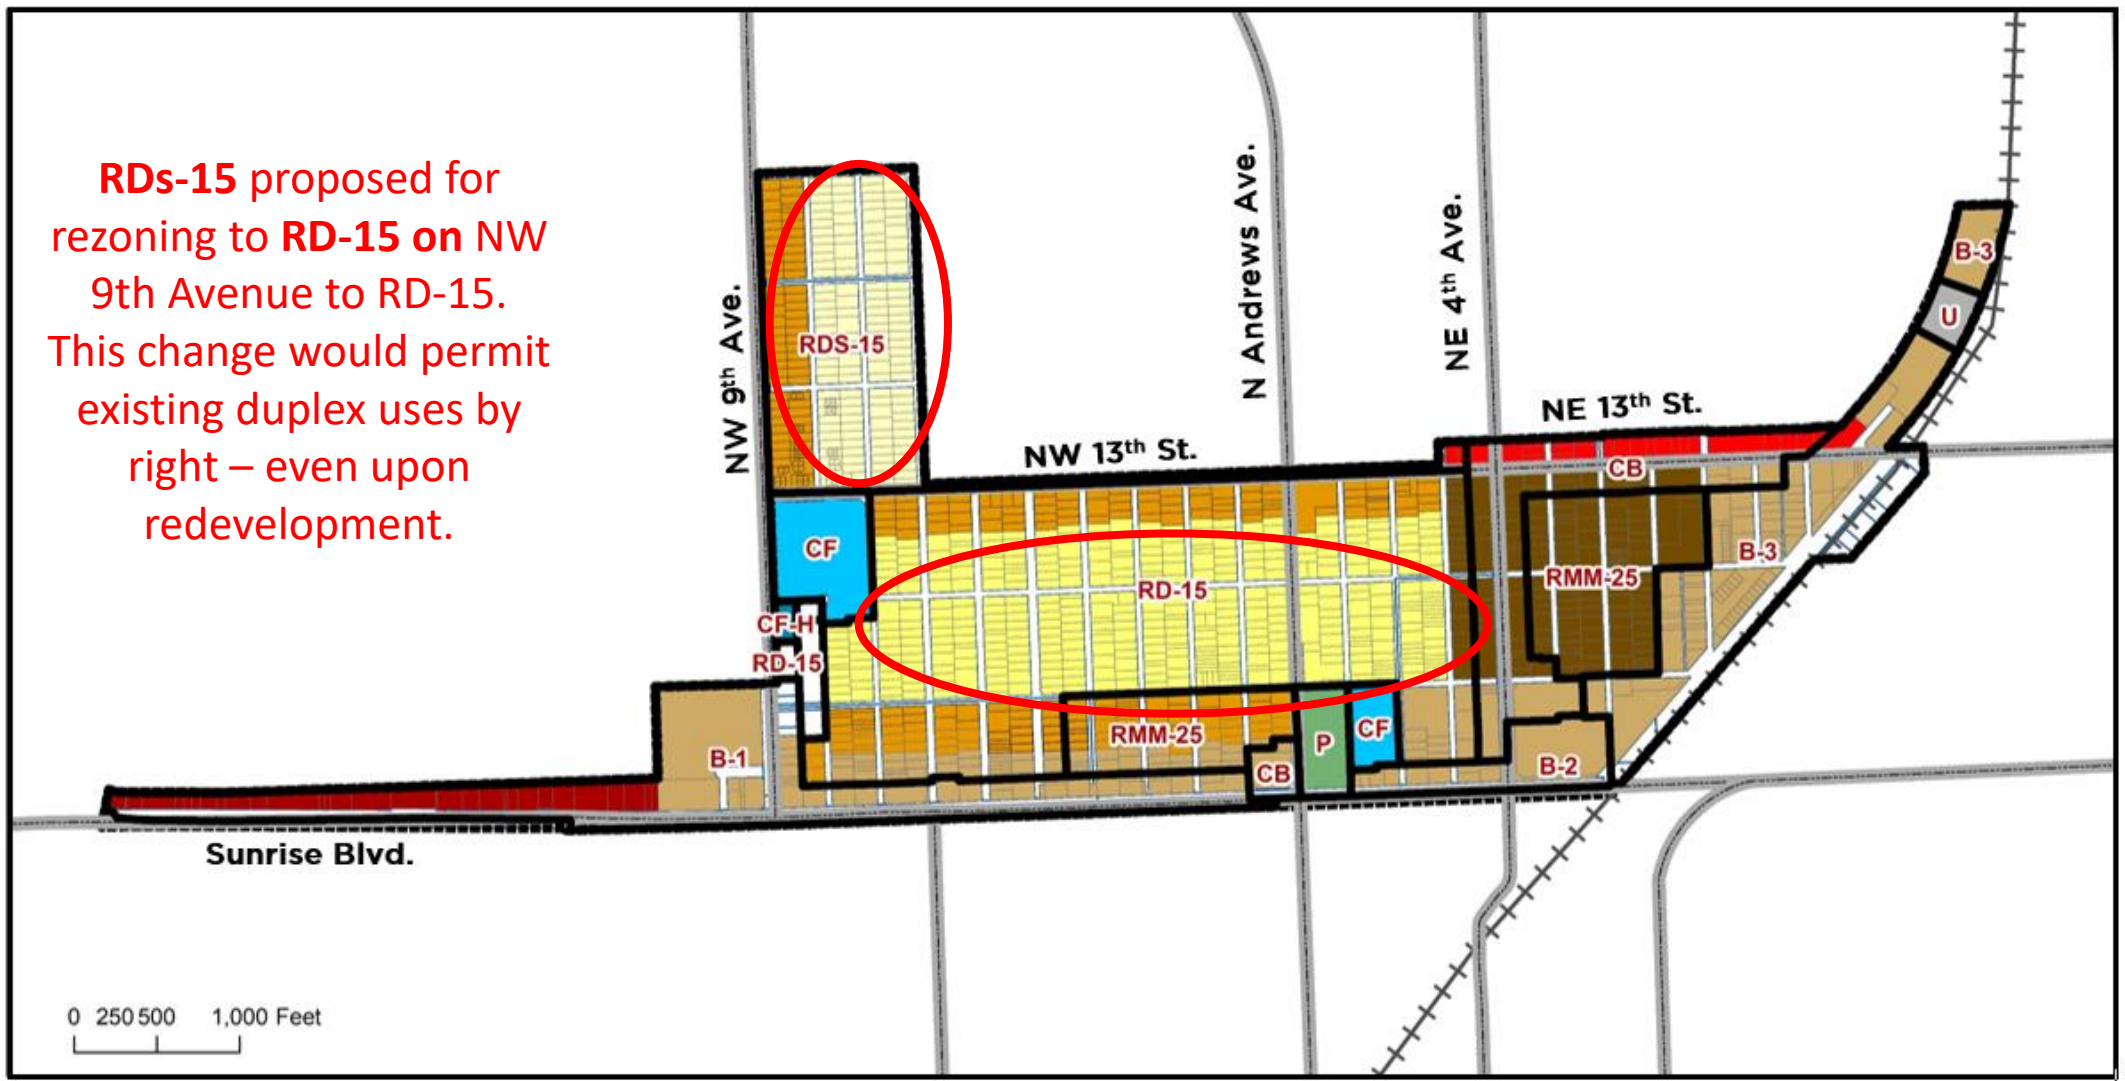 RDs-15 proposed for
rezoning to RD-15 on NW
9th Avenue to RD-15.
This change would permit
existing duplex uses by
right – even upon
redevelopment.
NW 9th Ave.
N Andrews Ave.
NE 4th Ave.
NW 13th St.
NE 13th St.
Sunrise Blvd.
RDS-15
B-3
U
CB
CF
B-3
RMM-25
RD-15
CF-H
RD-15
RMM-25
CF
P
B-1
CB
B-2
0 250 500 1,000 Feet